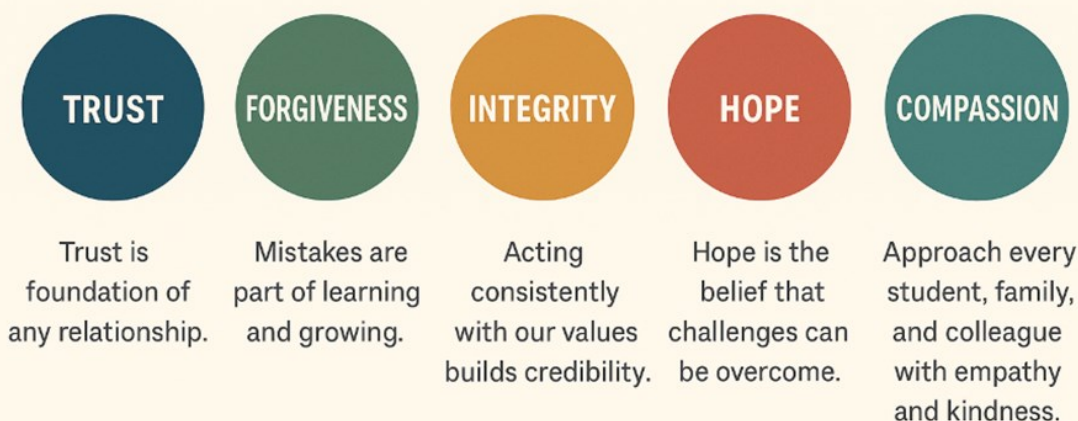 TRUST
Trust is
foundation of
any relationship.
FORGIVENESS
Mistakes are
part of learning
and growing.
INTEGRITY
Acting
consistently
with our values
builds credibility.
HOPE
Hope is the
belief that
challenges can
be overcome.
COMPASSION
Approach every
student, family,
and colleague
with empathy
and kindness.